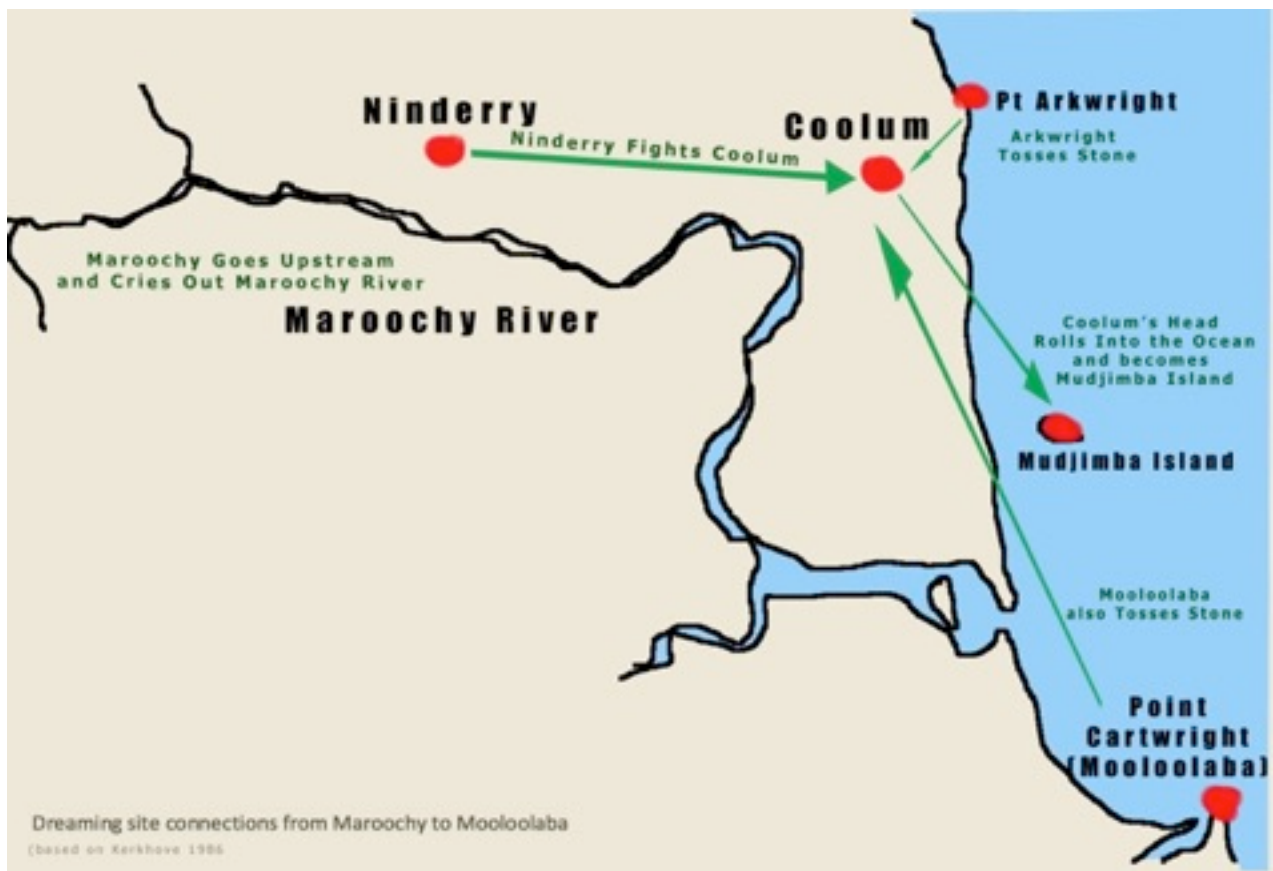 Ninderry
Ninderry Fights Coolum
Coolum
Pt Arkwright
Arkwright
Tosses Stone
Maroochy Goes Upstream
and Cries Out Maroochy River
Maroochy River
Coolum's Head
Rolls Into the Ocean
and becomes
Mudjimba Island
Mudjimba Island
Mooloolaba
also Tosses Stone
Point
Cartwright
(Mooloolaba)
Dreaming site connections from Maroochy to Mooloolaba
(based on Kerkhove 1986